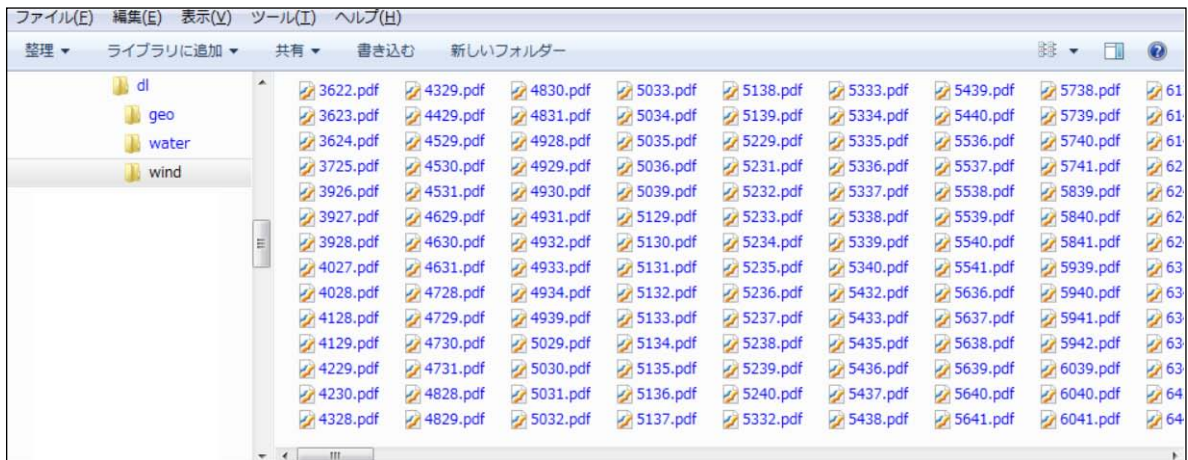 ファイル(F) 編集(E) 表示(V) ツール(T) ヘルプ(H)
整理 ライブラリに追加 共有 書き込む 新しいフォルダー
dl
geo
water
wind
3622.pdf 4329.pdf 4830.pdf 5033.pdf 5138.pdf 5333.pdf 5439.pdf 5738.pdf
3623.pdf 4429.pdf 4831.pdf 5034.pdf 5139.pdf 5334.pdf 5440.pdf 5739.pdf
3624.pdf 4529.pdf 4928.pdf 5035.pdf 5229.pdf 5335.pdf 5536.pdf 5740.pdf
3725.pdf 4530.pdf 4929.pdf 5036.pdf 5231.pdf 5336.pdf 5537.pdf 5741.pdf
3926.pdf 4531.pdf 4930.pdf 5039.pdf 5232.pdf 5337.pdf 5538.pdf 5839.pdf
3927.pdf 4629.pdf 4931.pdf 5129.pdf 5233.pdf 5338.pdf 5539.pdf 5840.pdf
3928.pdf 4630.pdf 4932.pdf 5130.pdf 5234.pdf 5339.pdf 5540.pdf 5841.pdf
4027.pdf 4631.pdf 4933.pdf 5131.pdf 5235.pdf 5340.pdf 5541.pdf 5939.pdf
4028.pdf 4728.pdf 4934.pdf 5132.pdf 5236.pdf 5432.pdf 5636.pdf 5940.pdf
4128.pdf 4729.pdf 4939.pdf 5133.pdf 5237.pdf 5433.pdf 5637.pdf 5941.pdf
4129.pdf 4730.pdf 5029.pdf 5134.pdf 5238.pdf 5435.pdf 5638.pdf 5942.pdf
4229.pdf 4731.pdf 5030.pdf 5135.pdf 5239.pdf 5436.pdf 5639.pdf 6039.pdf
4230.pdf 4828.pdf 5031.pdf 5136.pdf 5240.pdf 5437.pdf 5640.pdf 6040.pdf
4328.pdf 4829.pdf 5032.pdf 5137.pdf 5332.pdf 5438.pdf 5641.pdf 6041.pdf